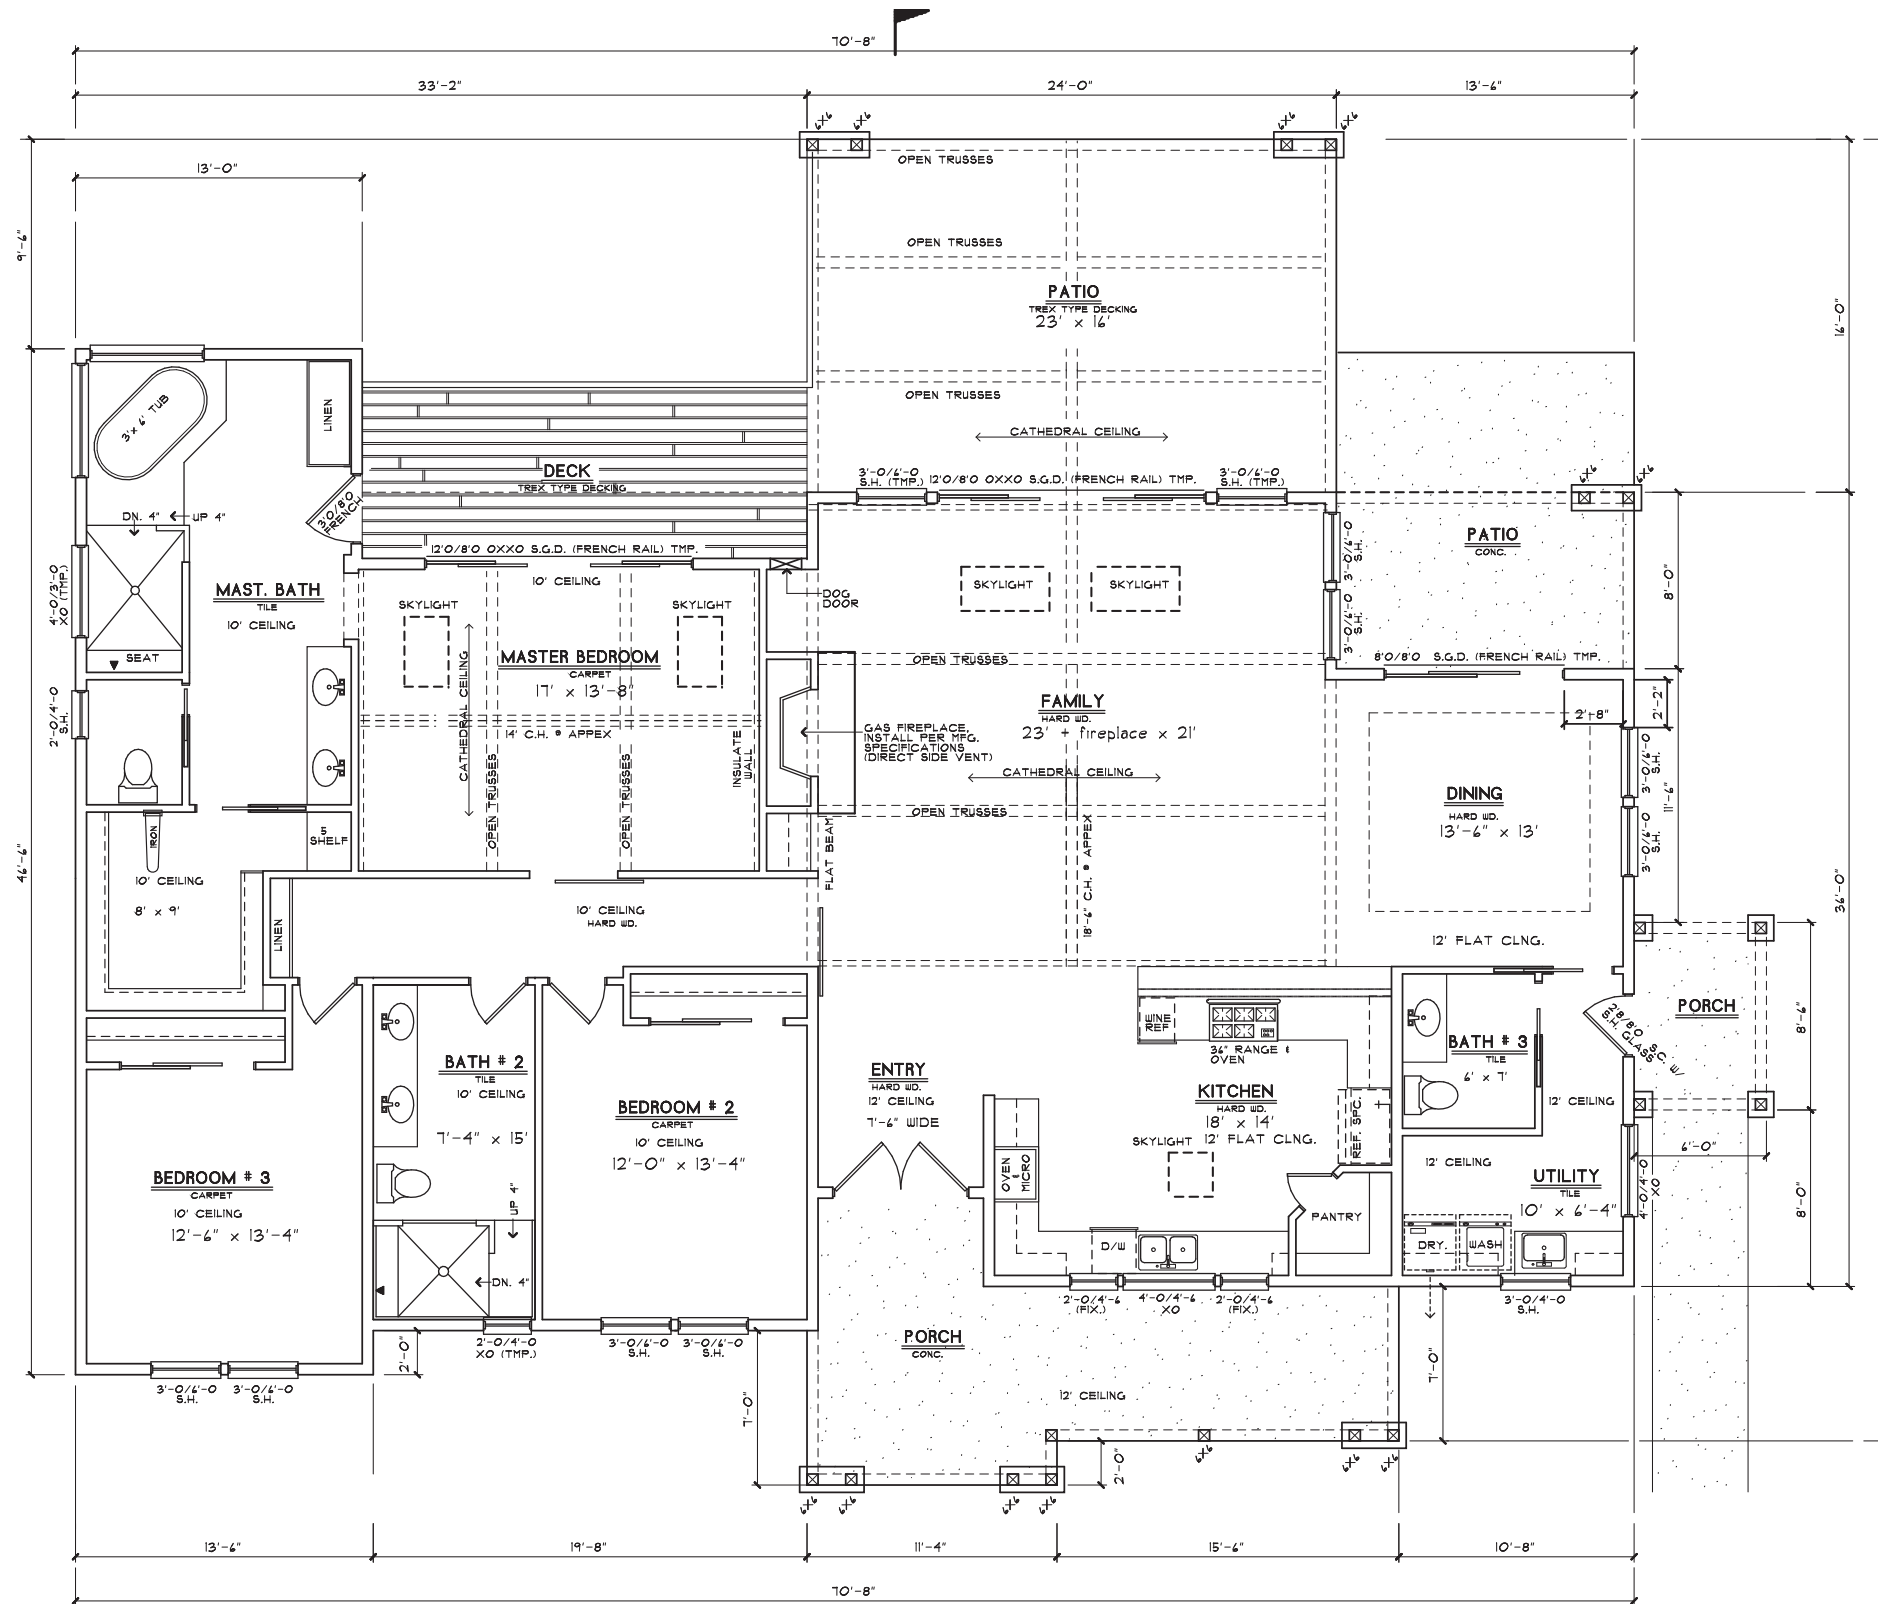 70'-8"
33'-2"
24'-0"
13'-6"
6X6
6X6
6X6
6X6
OPEN TRUSSES
13'-0"
9'-6"
OPEN TRUSSES
PATIO
TREX TYPE DECKING
23' x 16'
16'-0"
OPEN TRUSSES
CATHEDRAL CEILING
3' x 6' TUB
LINEN
DECK
TREX TYPE DECKING
3'-0/6'-0
S.H. (TMP.)
12'0/8'0 OXXO S.G.D. (FRENCH RAIL) TMP.
3'-0/6'-0
S.H. (TMP.)
6X6
6X6
3'0/8'0
FRENCH
DN. 4"
UP 4"
12'0/8'0 OXXO S.G.D. (FRENCH RAIL) TMP.
10' CEILING
PATIO
CONC.
3'-0/6'-0
S.H.
3'-0/6'-0
S.H.
8'-0"
4'-0/3'-0
XO (TMP.)
MAST. BATH
TILE
10' CEILING
SKYLIGHT
SKYLIGHT
DOG
DOOR
SKYLIGHT
SKYLIGHT
SEAT
MASTER BEDROOM
CARPET
17' x 13'-8"
CATHEDRAL CEILING
14' C.H. @ APPEX
OPEN TRUSSES
OPEN TRUSSES
INSULATE
WALL
OPEN TRUSSES
8'0/8'0 S.G.D. (FRENCH RAIL) TMP.
2'-0/4'-0
S.H.
FAMILY
HARD WD.
23' + fireplace x 21'
GAS FIREPLACE,
INSTALL PER MFG.
SPECIFICATIONS
(DIRECT SIDE VENT)
CATHEDRAL CEILING
2'-8"
2'-2"
3'-0/6'-0
S.H.
11'-6"
DINING
HARD WD.
13'-6" x 13'
3'-0/6'-0
S.H.
OPEN TRUSSES
FLAT BEAM
18'-6" C.H. @ APPEX
46'-6"
36'-0"
IRON
5
SHELF
10' CEILING
8' x 9'
LINEN
10' CEILING
HARD WD.
12' FLAT CLNG.
PORCH
8'-6"
2'8/8'0 S.C. W/
S.H. GLASS
WINE
REF
36" RANGE &
OVEN
BATH # 3
TILE
6' x 7'
12' CEILING
BATH # 2
TILE
10' CEILING
7'-4" x 15'
ENTRY
HARD WD.
12' CEILING
7'-6" WIDE
KITCHEN
HARD WD.
18' x 14'
SKYLIGHT
12' FLAT CLNG.
REF. SPC.
BEDROOM # 2
CARPET
10' CEILING
12'-0" x 13'-4"
OVEN
&
MICRO
6'-0"
12' CEILING
UTILITY
TILE
10' x 6'-4"
4'-0/4'-0
XO
8'-0"
BEDROOM # 3
CARPET
10' CEILING
12'-6" x 13'-4"
UP 4"
DN. 4"
PANTRY
D/W
DRY.
WASH
2'-0/4'-6
(FIX.)
4'-0/4'-6
XO
2'-0/4'-6
(FIX.)
3'-0/4'-0
S.H.
2'-0/4'-0
XO (TMP.)
3'-0/6'-0
S.H.
3'-0/6'-0
S.H.
PORCH
CONC.
12' CEILING
2'-0"
7'-0"
3'-0/6'-0
S.H.
3'-0/6'-0
S.H.
7'-0"
2'-0"
6X6
6X6
6X6
6X6
6X6
6X6
6X6
13'-6"
19'-8"
11'-4"
15'-6"
10'-8"
70'-8"